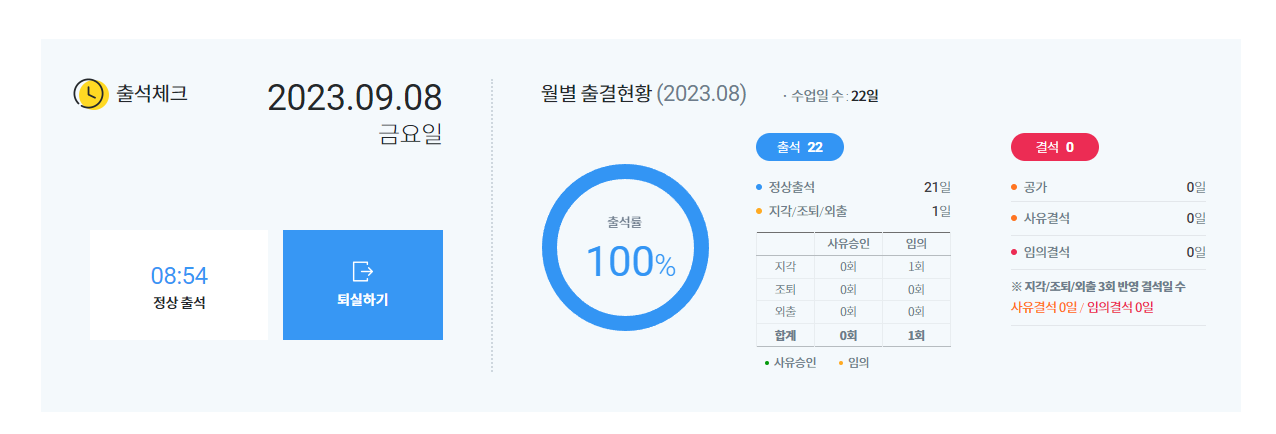 출석체크
2023.09.08
금요일
08:54
정상 출석
퇴실하기
월별 출결현황 (2023.08)
· 수업일 수 : 22일
출석률
100%
출석 22
정상출석 21일
지각/조퇴/외출 1일
사유승인 임의
지각 0회 1회
조퇴 0회 0회
외출 0회 0회
합계 0회 1회
사유승인 임의
결석 0
공가 0일
사유결석 0일
임의결석 0일
※ 지각/조퇴/외출 3회 반영 결석일 수
사유결석 0일 / 임의결석 0일